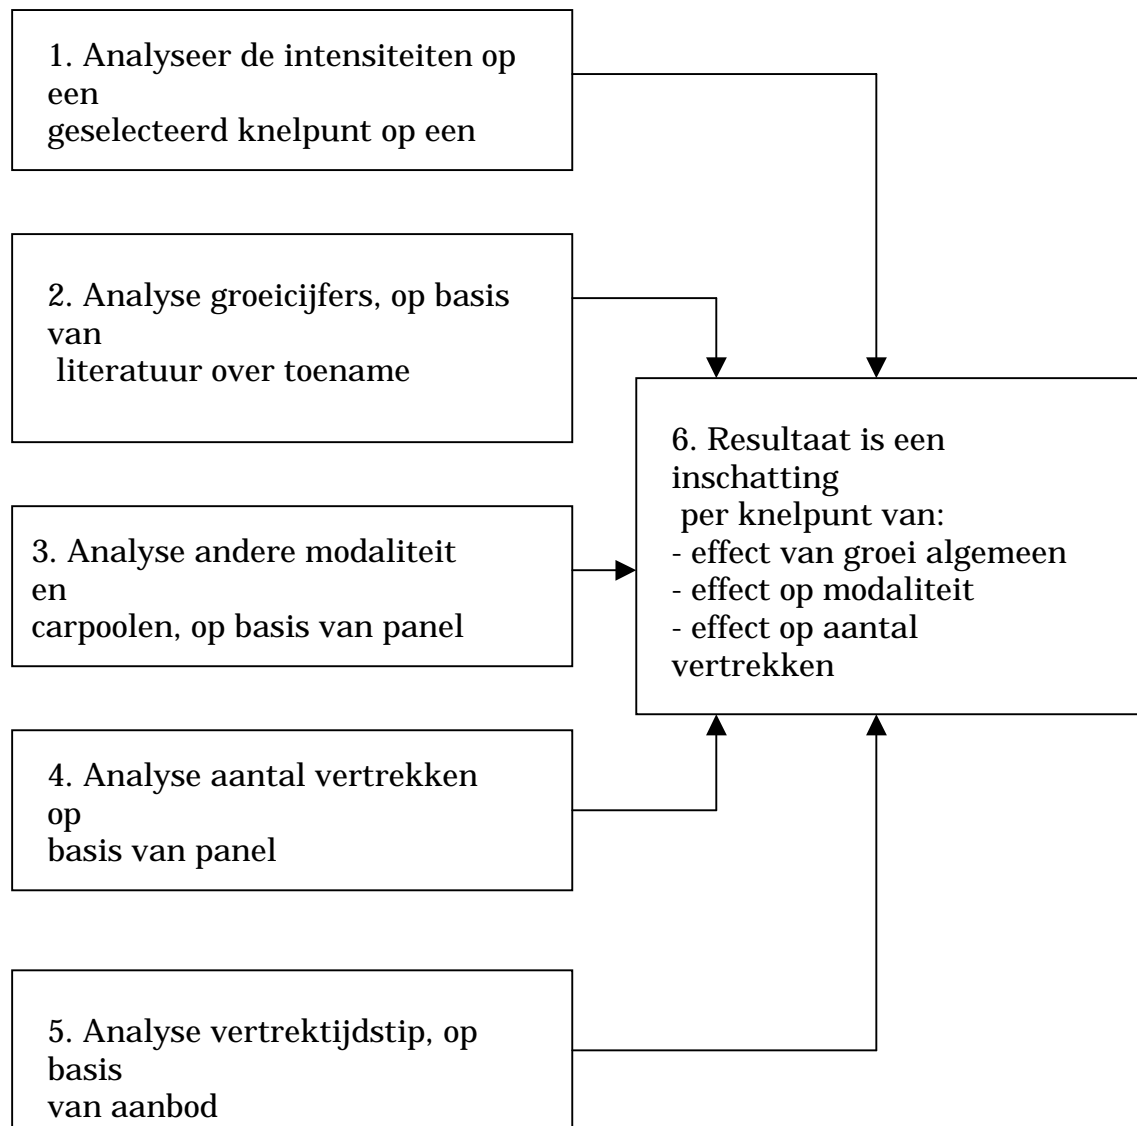 1. Analyseer de intensiteiten op
een
geselecteerd knelpunt op een
2. Analyse groeicijfers, op basis
van
literatuur over toename
3. Analyse andere modaliteit
en
carpoolen, op basis van panel
4. Analyse aantal vertrekken
op
basis van panel
5. Analyse vertrektijdstip, op
basis
van aanbod
6. Resultaat is een
inschatting
per knelpunt van:
- effect van groei algemeen
- effect op modaliteit
- effect op aantal
vertrekken